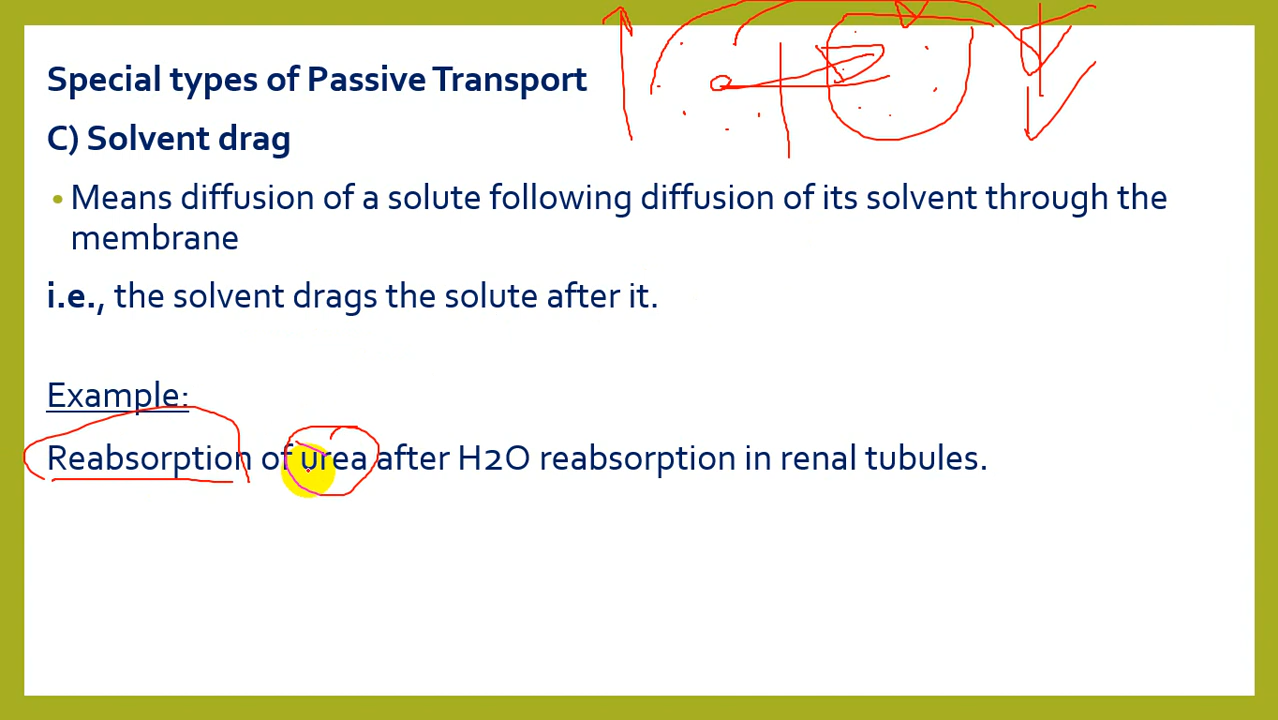 Special types of Passive Transport
C) Solvent drag
• Means diffusion of a solute following diffusion of its solvent through the
membrane
i.e., the solvent drags the solute after it.
Example:
Reabsorption of urea after H2O reabsorption in renal tubules.